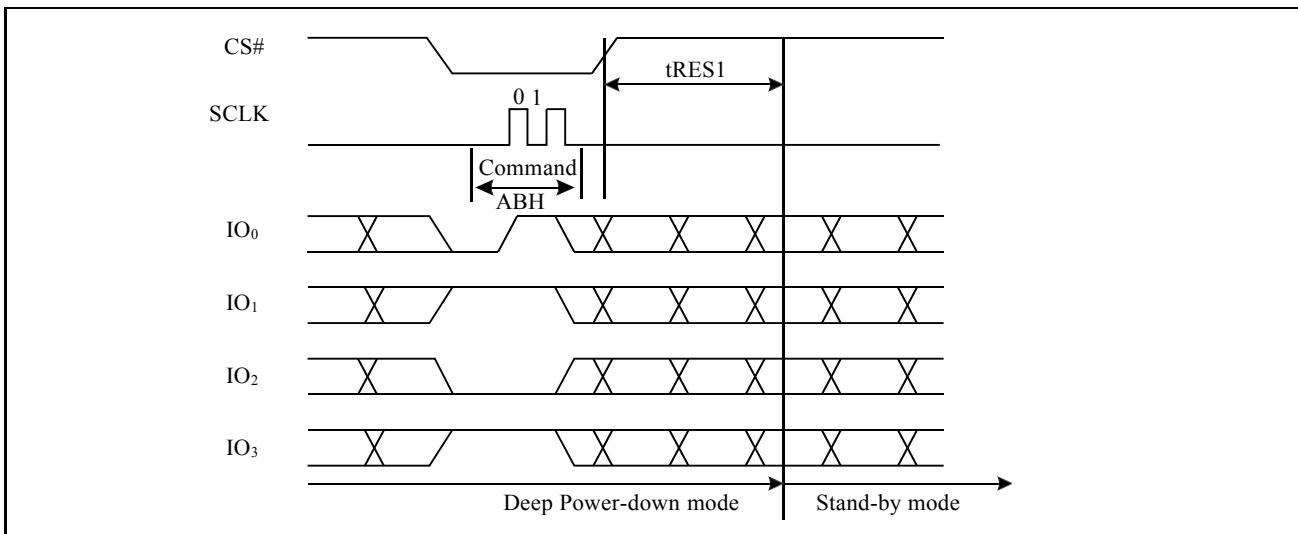 CS#
tRES1
SCLK
0 1
Command
ABH
IO₀
IO₁
IO₂
IO₃
Deep Power-down mode
Stand-by mode